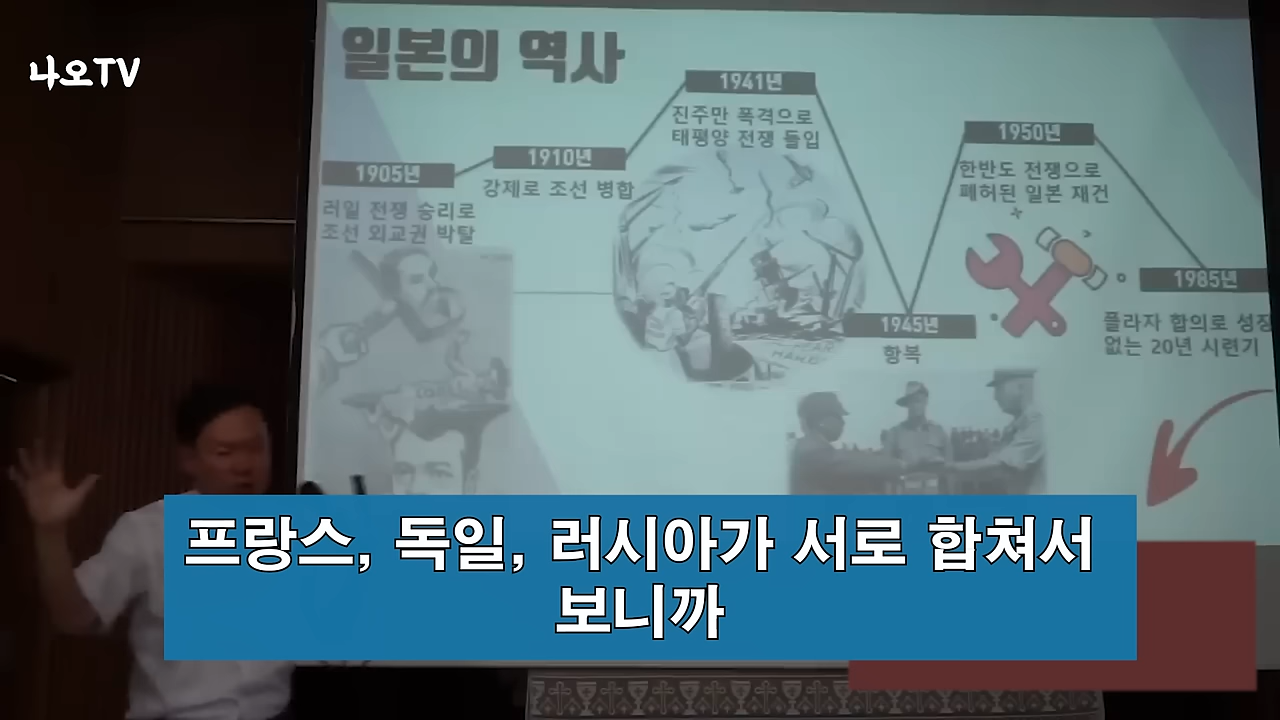 나오TV
일본의 역사
1905년
러일 전쟁 승리로
조선 외교권 박탈
1910년
강제로 조선 병합
1941년
진주만 폭격으로
태평양 전쟁 돌입
1945년
항복
1950년
한반도 전쟁으로
폐허된 일본 재건
1985년
플라자 합의로 성장
없는 20년 시련기
프랑스, 독일, 러시아가 서로 합쳐서
보니까